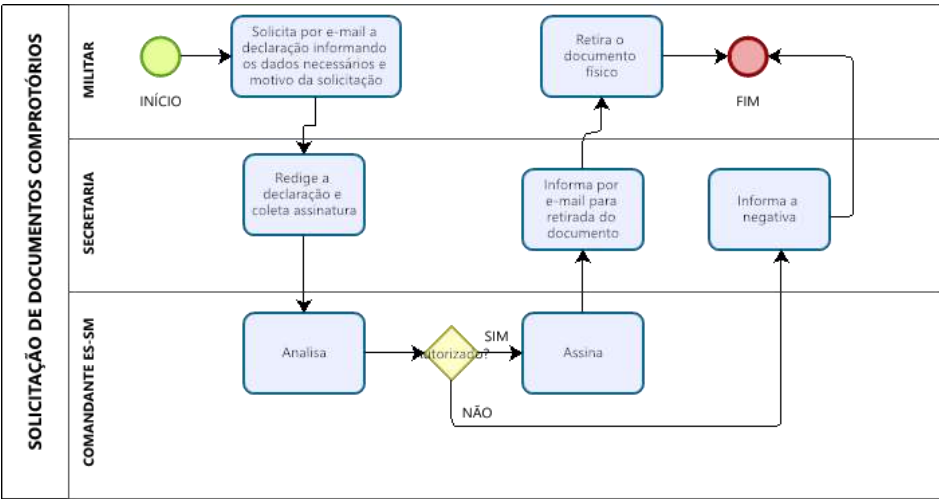 SOLICITAÇÃO DE DOCUMENTOS COMPROTÓRIOS
MILITAR
INÍCIO
Solicita por e-mail a
declaração informando
os dados necessários e
motivo da solicitação
Retira o
documento
físico
FIM
SECRETARIA
Redige a
declaração e
coleta assinatura
Informa por
e-mail para
retirada do
documento
Informa a
negativa
COMANDANTE ES-SM
Analisa
Autorizado?
SIM
Assina
NÃO